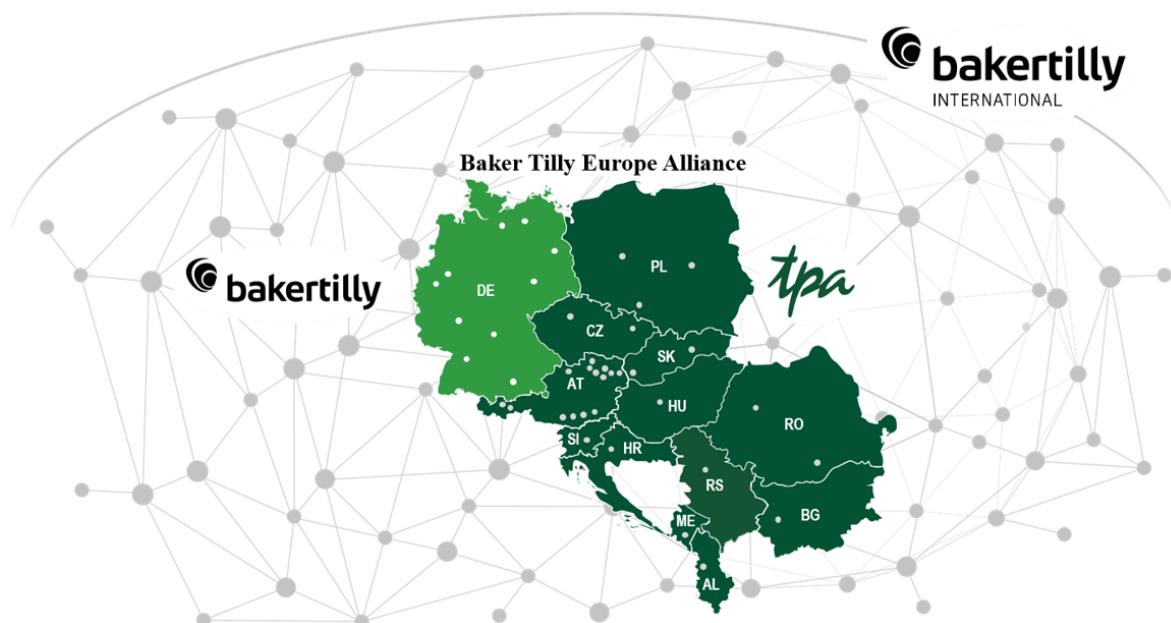 bakertilly
INTERNATIONAL
Baker Tilly Europe Alliance
bakertilly
tpa
DE
PL
CZ
SK
AT
HU
RO
SI
HR
RS
ME
BG
AL